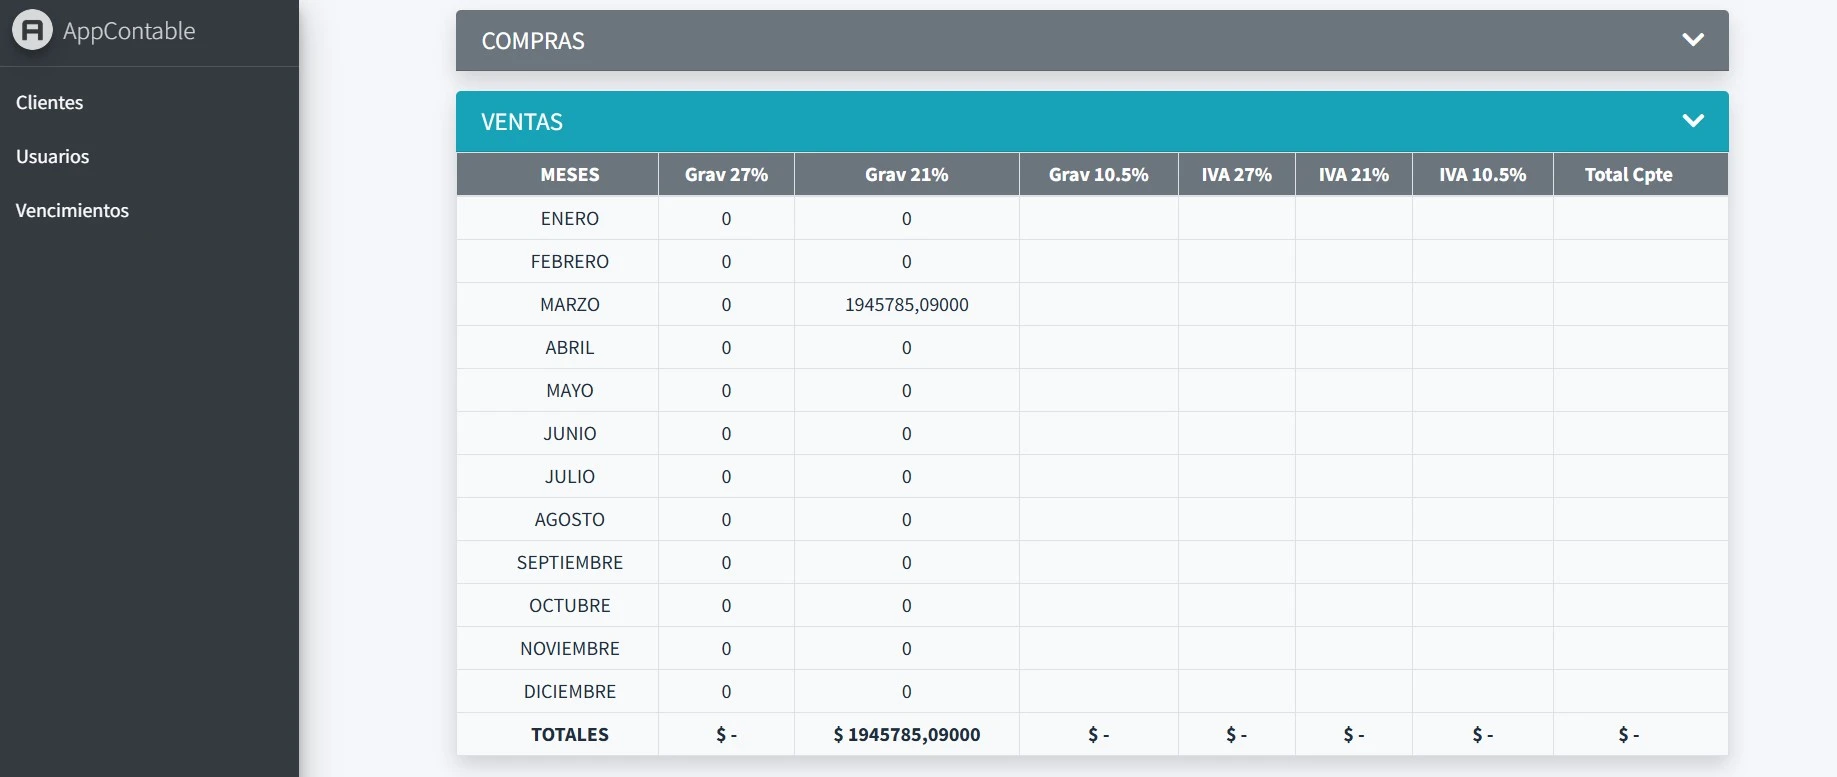 AppContable
Clientes
Usuarios
Vencimientos
COMPRAS
VENTAS
MESES Grav 27% Grav 21% Grav 10.5% IVA 27% IVA 21% IVA 10.5% Total Cpte
ENERO 0 0
FEBRERO 0 0
MARZO 0 1945785,09000
ABRIL 0 0
MAYO 0 0
JUNIO 0 0
JULIO 0 0
AGOSTO 0 0
SEPTIEMBRE 0 0
OCTUBRE 0 0
NOVIEMBRE 0 0
DICIEMBRE 0 0
TOTALES $ - $ 1945785,09000 $ - $ - $ - $ - $ -